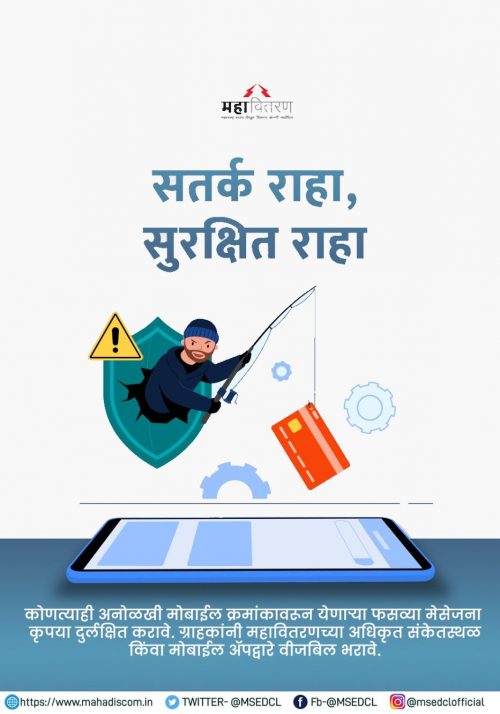 महावितरण
महाराष्ट्र राज्य विद्युत वितरण कंपनी मर्यादित
सतर्क राहा,
सुरक्षित राहा
कोणत्याही अनोळखी मोबाईल क्रमांकावरून येणाऱ्या फसव्या मेसेजना
कृपया दुर्लक्षित करावे. ग्राहकांनी महावितरणच्या अधिकृत संकेतस्थळ
किंवा मोबाईल ॲपद्वारे वीजबिल भरावे.
https://www.mahadiscom.in TWITTER- @MSEDCL Fb-@MSEDCL @msedclofficial